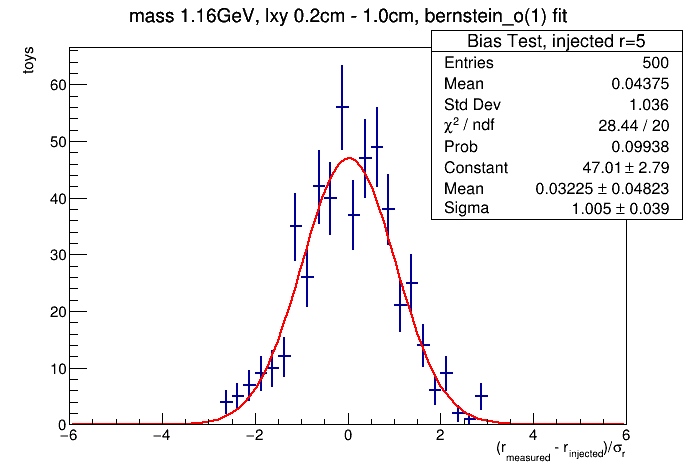 mass 1.16GeV, lxy 0.2cm - 1.0cm, bernstein_o(1) fit
toys
Bias Test, injected r=5
Entries 500
Mean 0.04375
Std Dev 1.036
χ² / ndf 28.44 / 20
Prob 0.09938
Constant 47.01 ± 2.79
Mean 0.03225 ± 0.04823
Sigma 1.005 ± 0.039
60
50
40
30
20
10
0
−6 −4 −2 0 2 4 6
(r_measured - r_injected)/σ_r